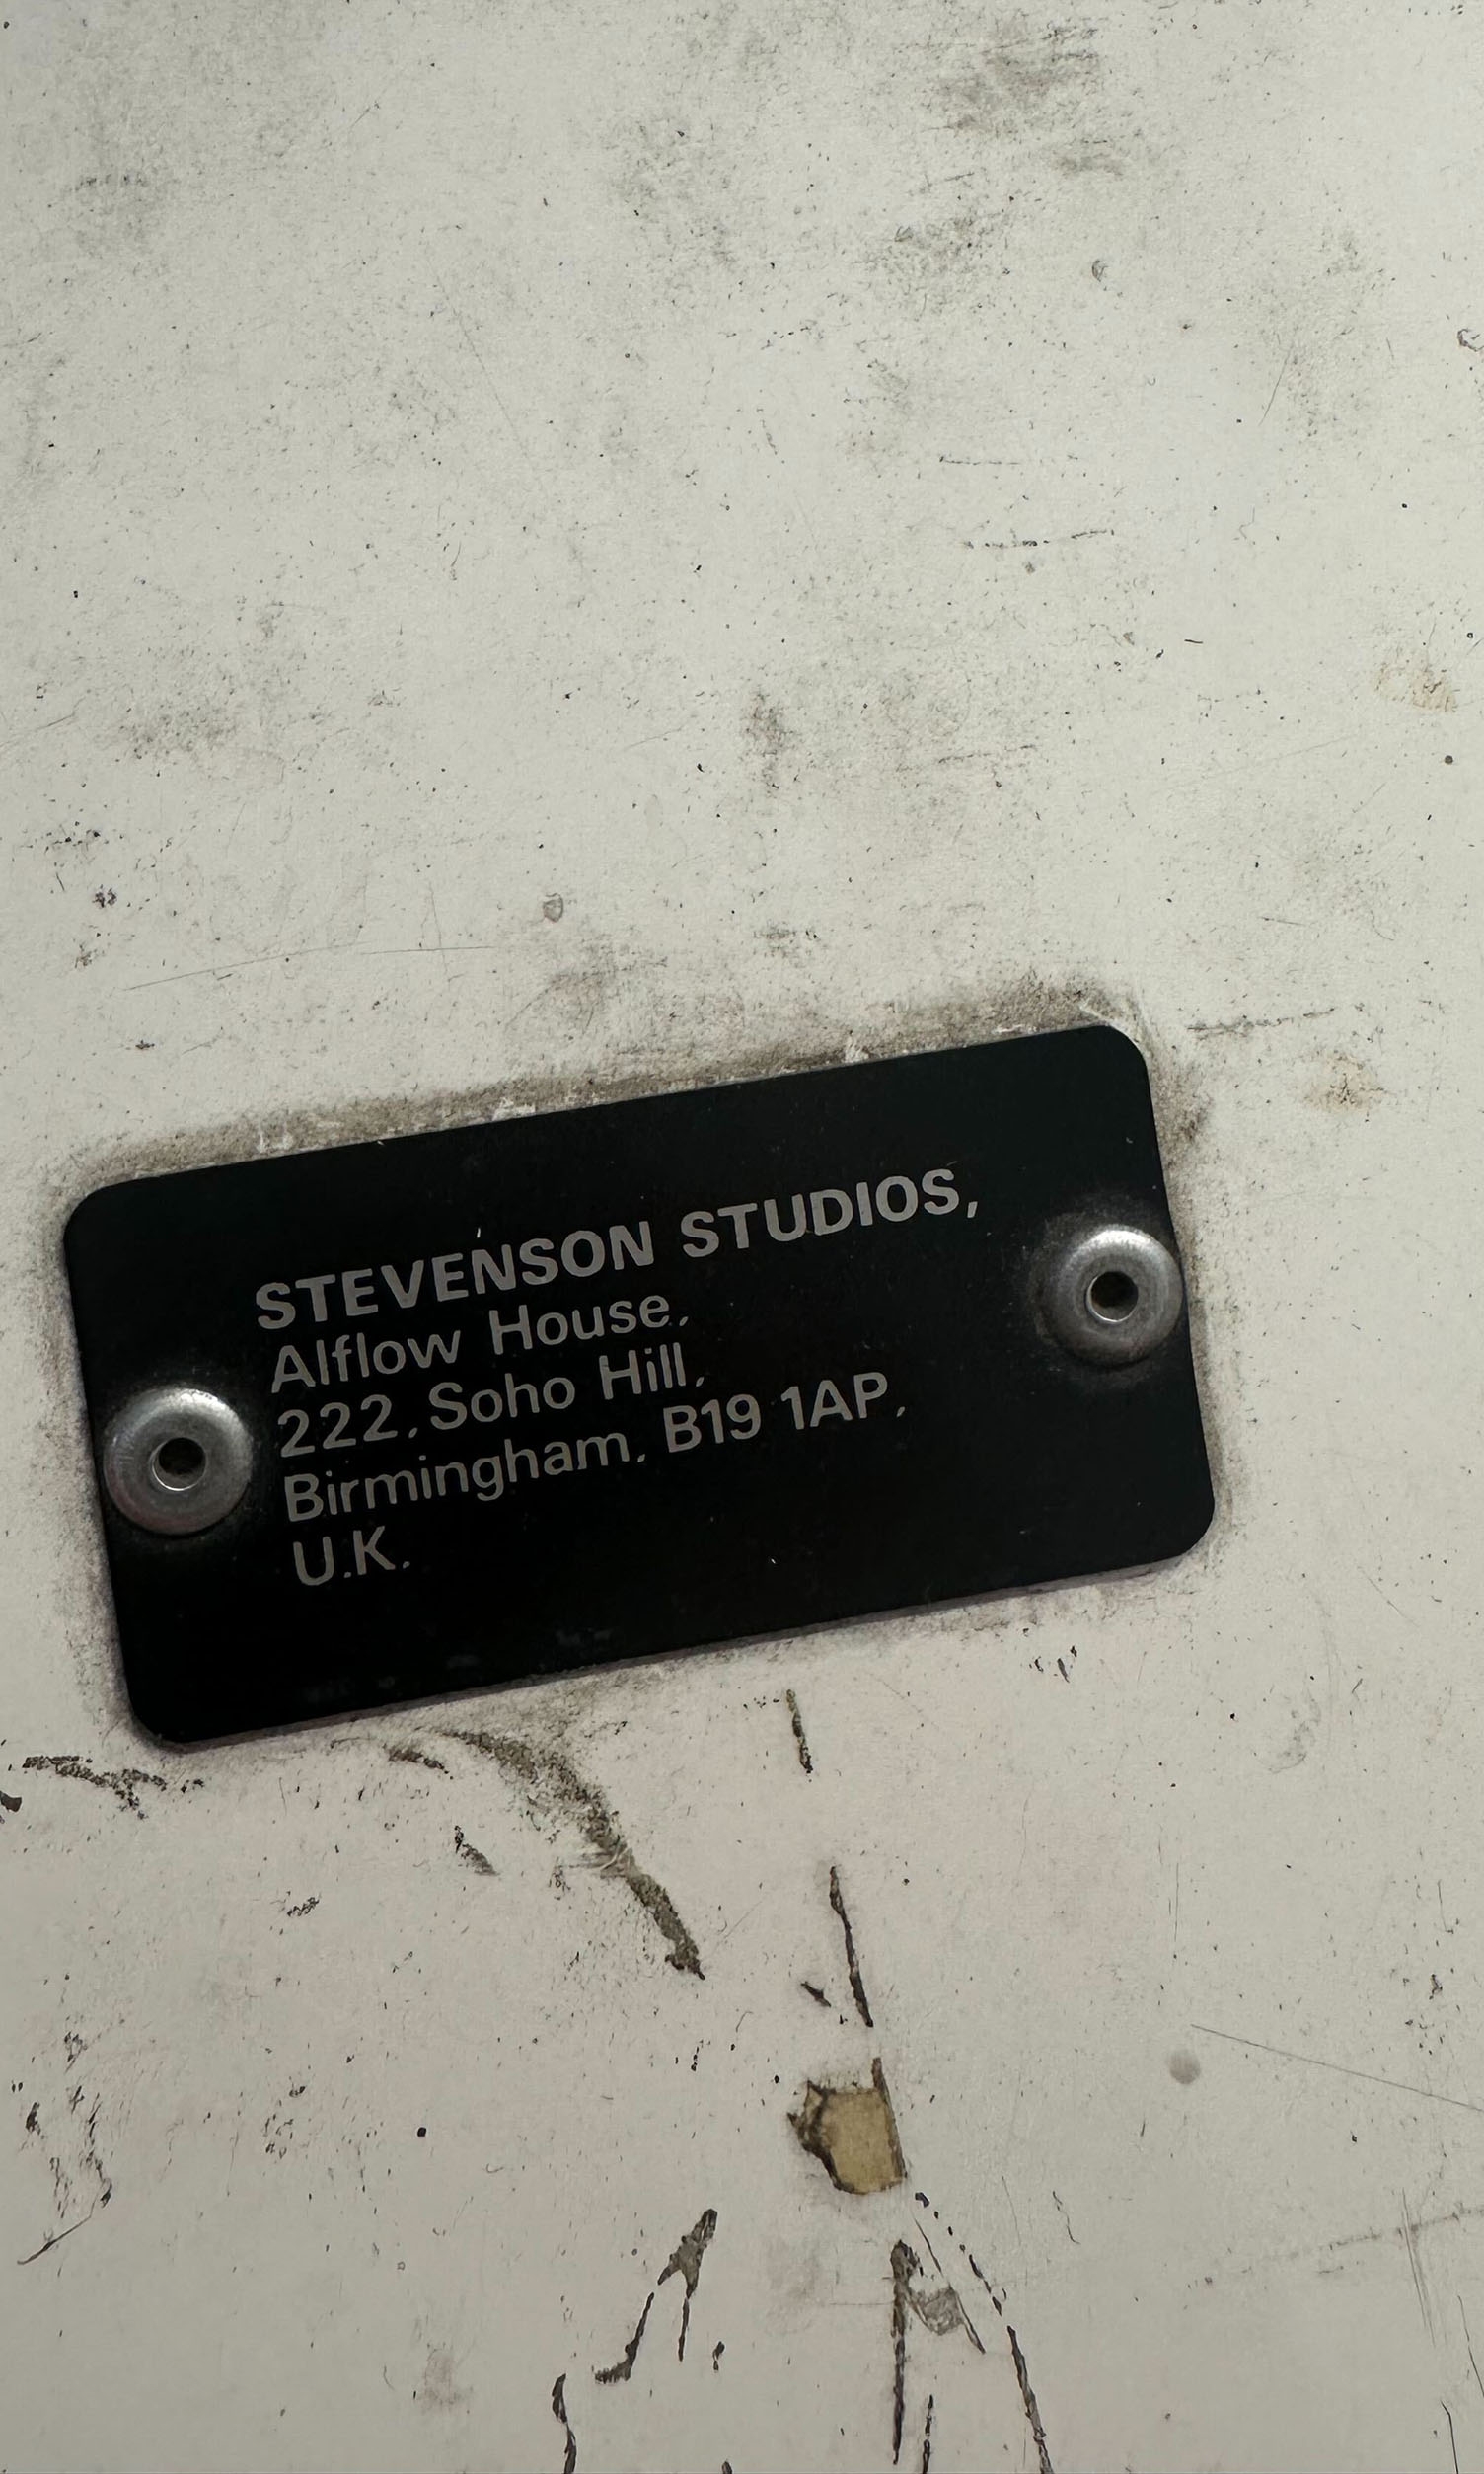 STEVENSON STUDIOS,
Alflow House,
222, Soho Hill,
Birmingham, B19 1AP,
U.K.